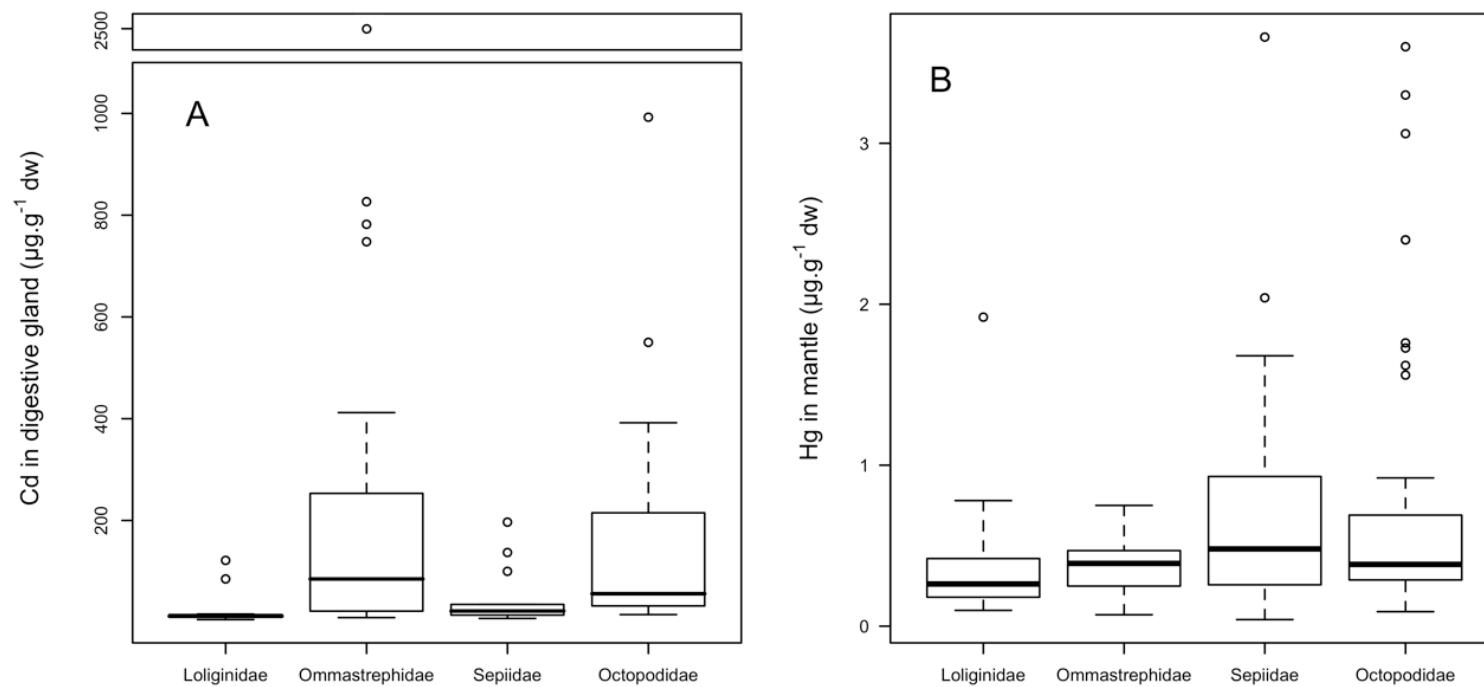 2500
A
1000
800
600
400
200
Cd in digestive gland (µg.g⁻¹ dw)
Loliginidae Ommastrephidae Sepiidae Octopodidae
B
3
2
1
0
Hg in mantle (µg.g⁻¹ dw)
Loliginidae Ommastrephidae Sepiidae Octopodidae